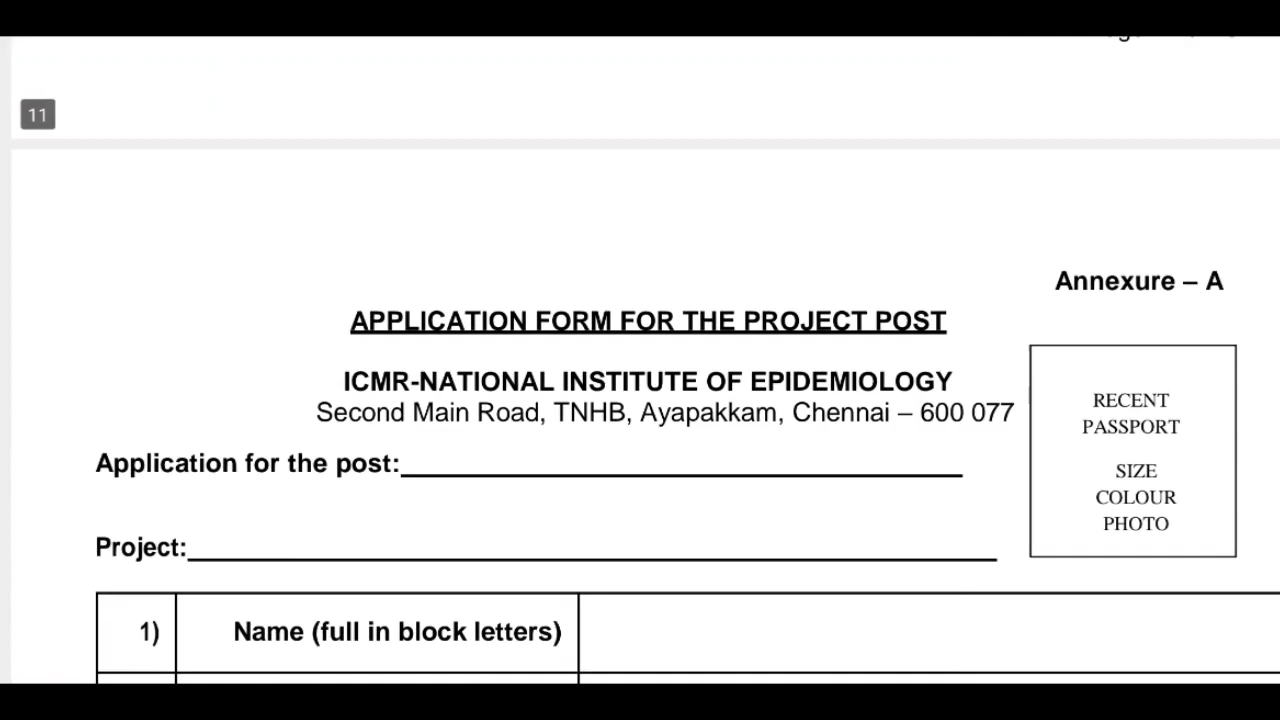 11
Annexure – A
APPLICATION FORM FOR THE PROJECT POST
ICMR-NATIONAL INSTITUTE OF EPIDEMIOLOGY
Second Main Road, TNHB, Ayapakkam, Chennai – 600 077
RECENT
PASSPORT
SIZE
COLOUR
PHOTO
Application for the post:
Project:
1) Name (full in block letters)